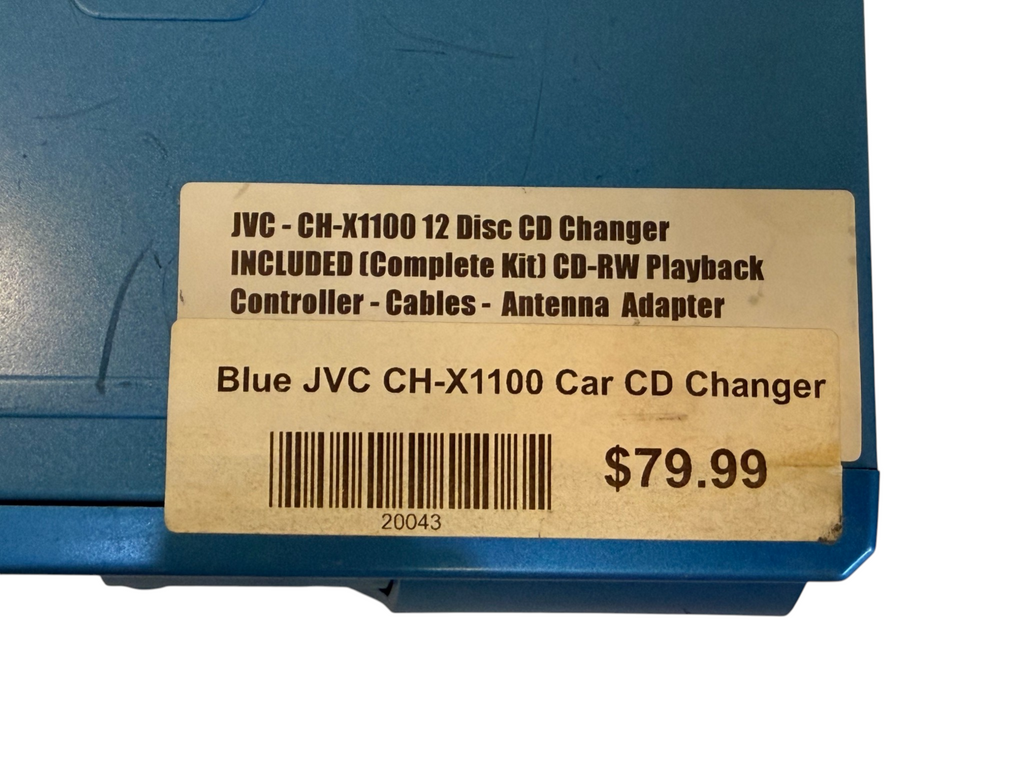 JVC - CH-X1100 12 Disc CD Changer
INCLUDED (Complete Kit) CD-RW Playback
Controller - Cables - Antenna Adapter
Blue JVC CH-X1100 Car CD Changer
$79.99
20043